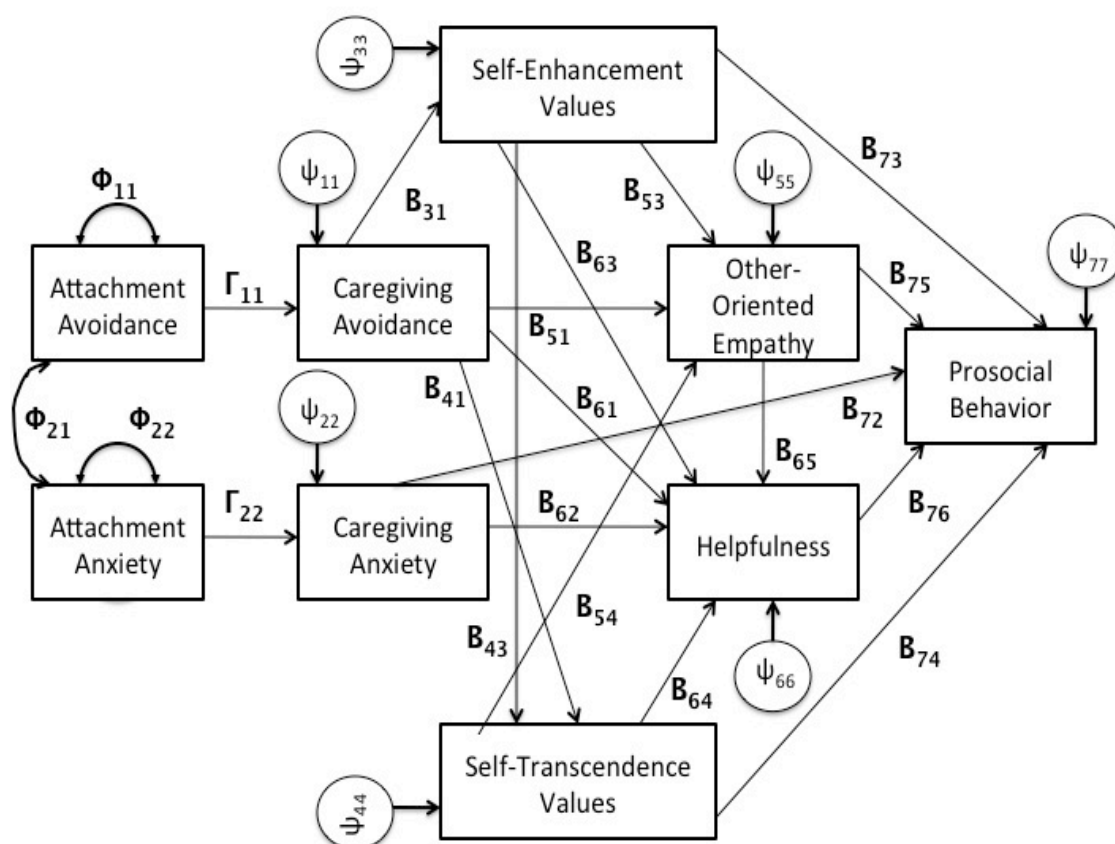 Ψ33
Self-Enhancement
Values
Ψ11
Ψ55
B73
Φ11
B31
B53
B63
Ψ77
Attachment
Avoidance
Γ11
Caregiving
Avoidance
Other-
Oriented
Empathy
B75
B51
Φ21
Φ22
Ψ22
B41
B61
B72
Prosocial
Behavior
B65
Attachment
Anxiety
Γ22
Caregiving
Anxiety
B62
Helpfulness
B76
B43
B54
B64
Ψ66
B74
Ψ44
Self-Transcendence
Values